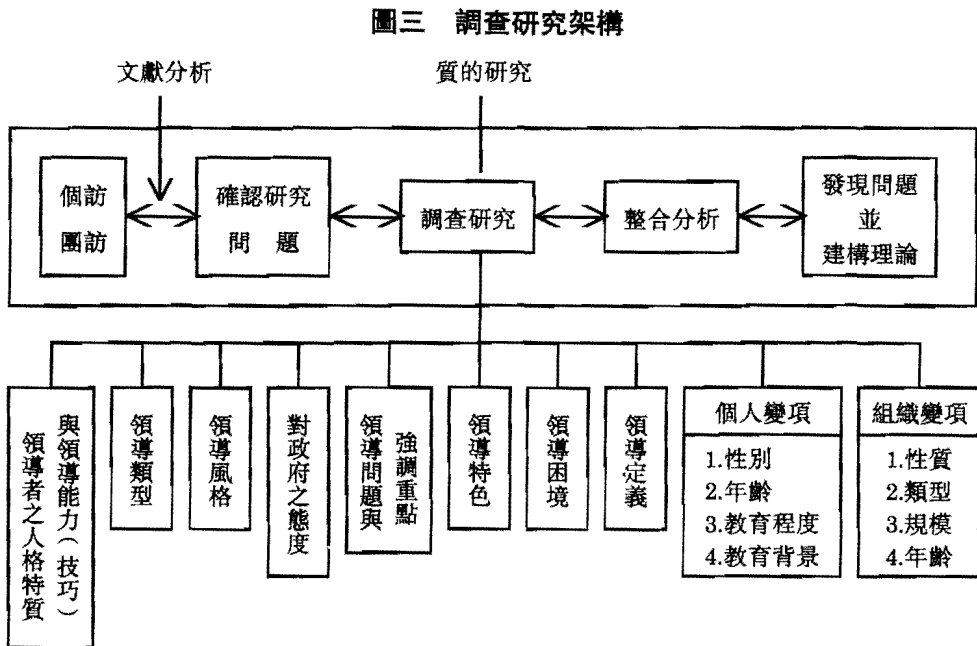 圖三 調查研究架構
文獻分析
質的研究
個訪
團訪
確認研究
問題
調查研究
整合分析
發現問題
並
建構理論
領導者之人格特質
與領導能力(技巧)
領導類型
領導風格
對政府之態度
領導問題與
強調重點
領導特色
領導困境
領導定義
個人變項
1.性別
2.年齡
3.教育程度
4.教育背景
組織變項
1.性質
2.類型
3.規模
4.年齡